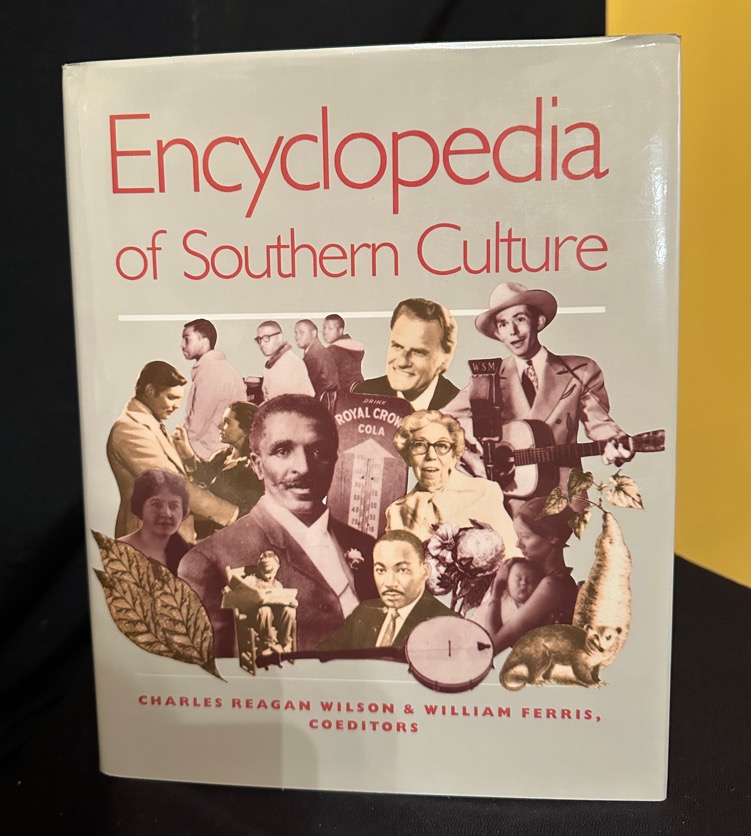 Encyclopedia
of Southern Culture
WSM
DRINK
ROYAL CROWN
COLA
CHARLES REAGAN WILSON & WILLIAM FERRIS,
COEDITORS